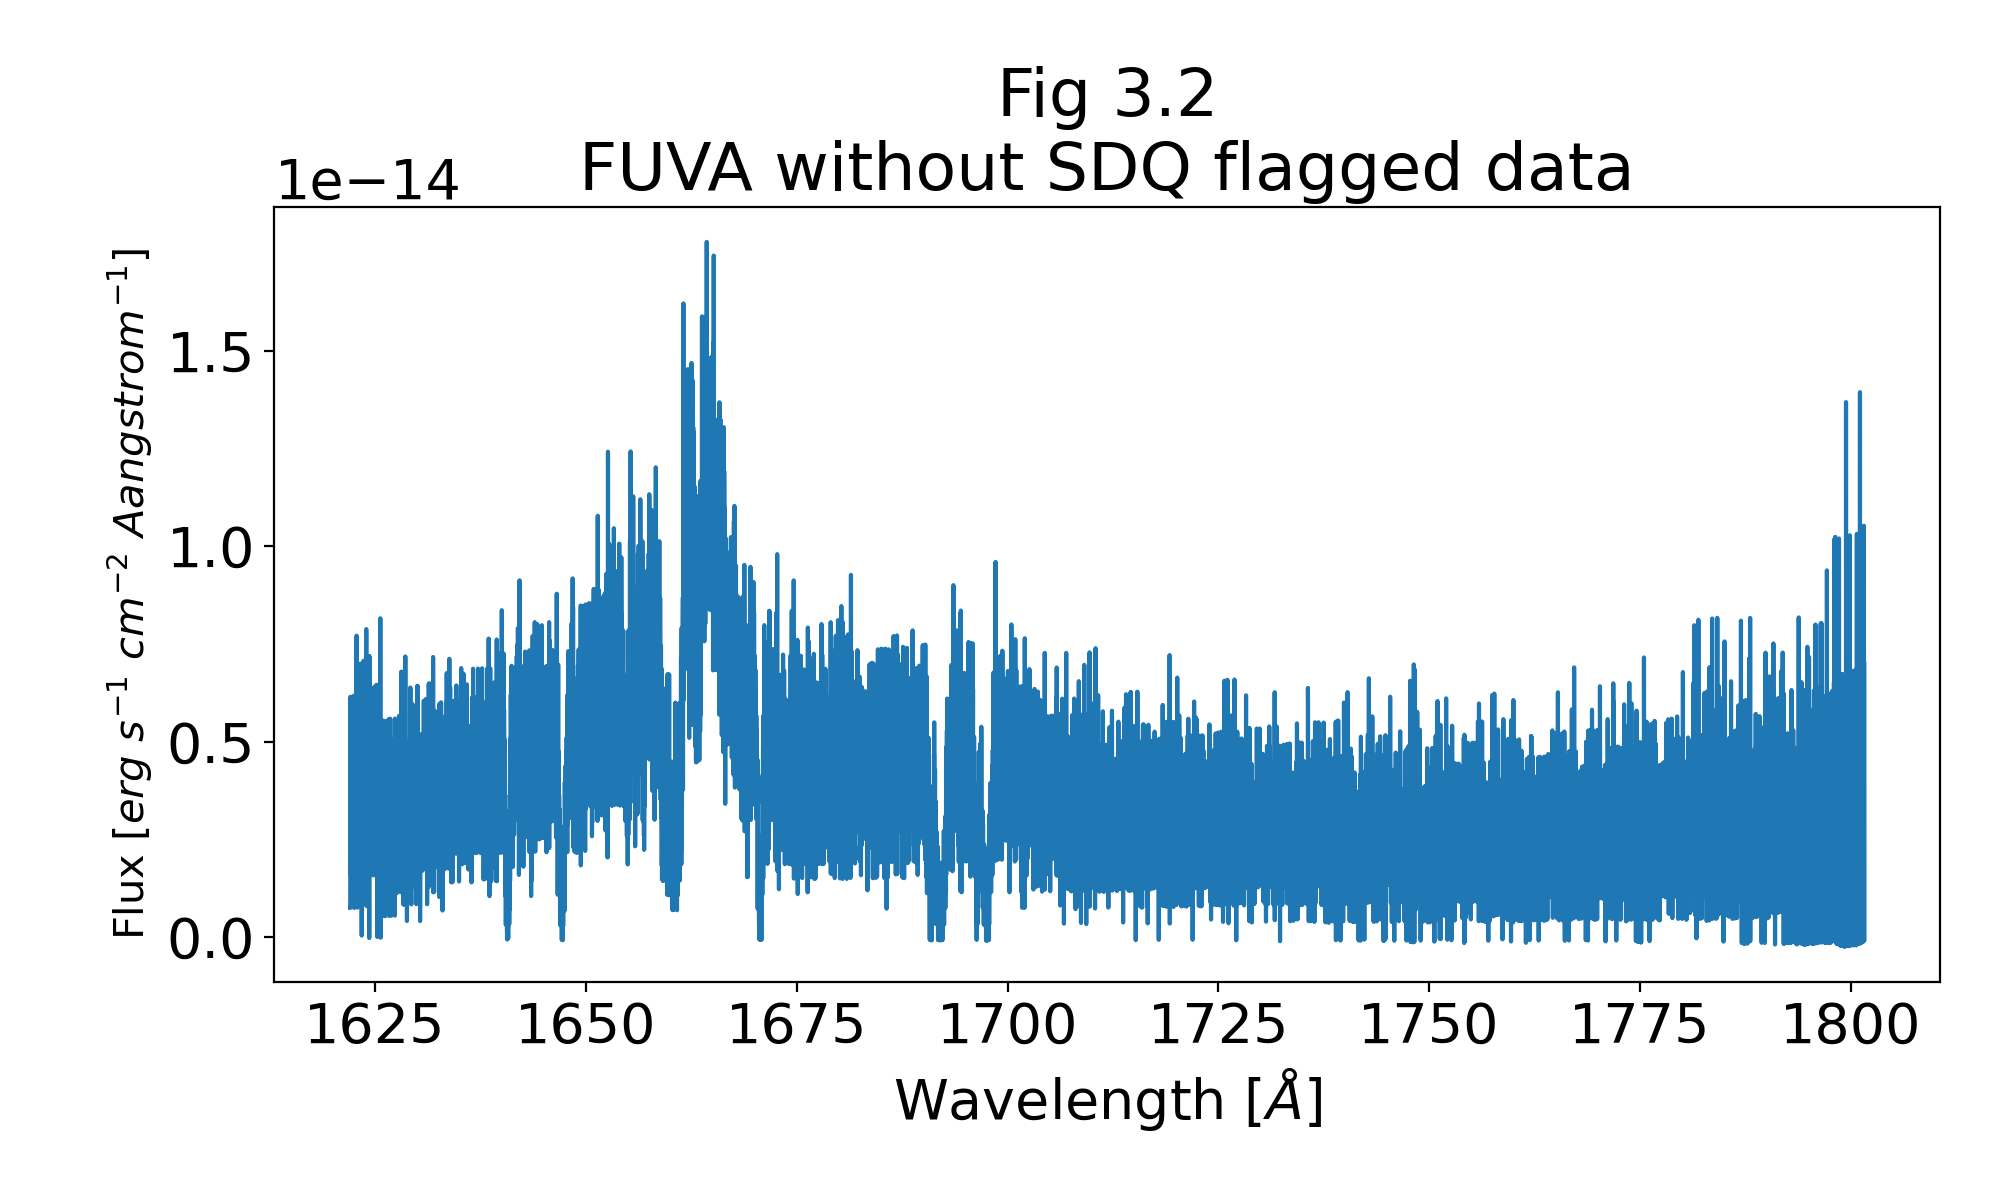 Fig 3.2
FUVA without SDQ flagged data
1e−14
Flux [erg s⁻¹ cm⁻² Aangstrom⁻¹]
1.5
1.0
0.5
0.0
1625 1650 1675 1700 1725 1750 1775 1800
Wavelength [Å]